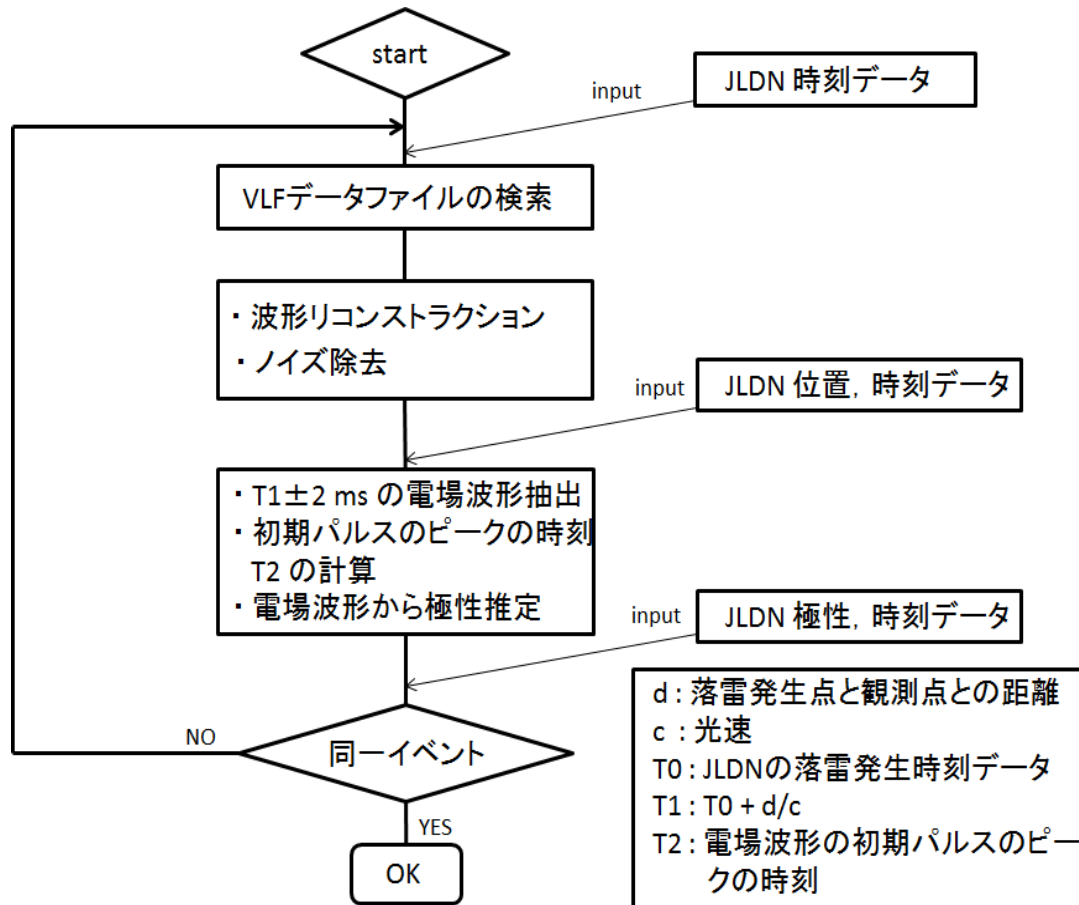 start
JLDN 時刻データ
input
VLFデータファイルの検索
・波形リコンストラクション
・ノイズ除去
JLDN 位置, 時刻データ
input
・T1±2 ms の電場波形抽出
・初期パルスのピークの時刻
T2 の計算
・電場波形から極性推定
JLDN 極性, 時刻データ
input
同一イベント
NO
YES
OK
d : 落雷発生点と観測点との距離
c : 光速
T0 : JLDNの落雷発生時刻データ
T1 : T0 + d/c
T2 : 電場波形の初期パルスのピー
クの時刻